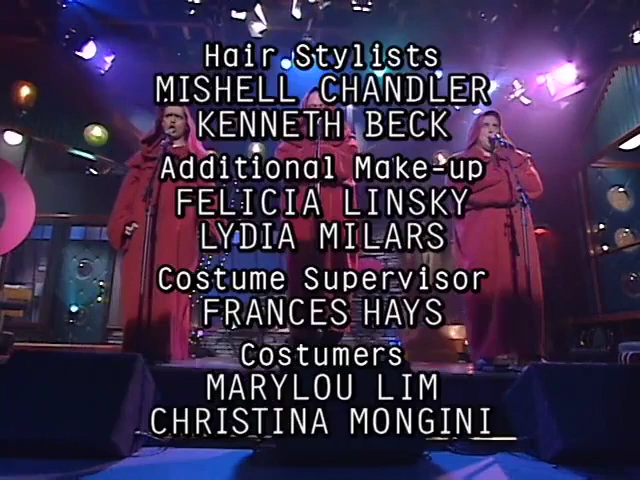 Hair Stylists
MISHELL CHANDLER
KENNETH BECK
Additional Make-up
FELICIA LINSKY
LYDIA MILARS
Costume Supervisor
FRANCES HAYS
Costumers
MARYLOU LIM
CHRISTINA MONGINI